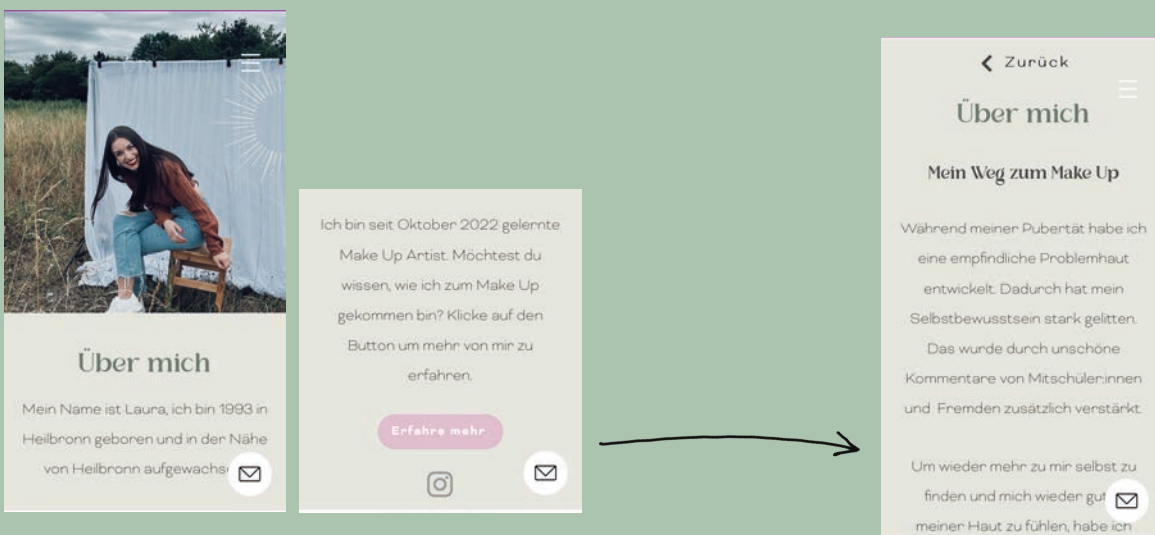 Über mich
Mein Name ist Laura, ich bin 1993 in
Heilbronn geboren und in der Nähe
von Heilbronn aufgewachs
Ich bin seit Oktober 2022 gelernte
Make Up Artist. Möchtest du
wissen, wie ich zum Make Up
gekommen bin? Klicke auf den
Button um mehr von mir zu
erfahren.
Erfahre mehr
Zurück
Über mich
Mein Weg zum Make Up
Während meiner Pubertät habe ich
eine empfindliche Problemhaut
entwickelt. Dadurch hat mein
Selbstbewusstsein stark gelitten.
Das wurde durch unschöne
Kommentare von Mitschüler:innen
und Fremden zusätzlich verstärkt.
Um wieder mehr zu mir selbst zu
finden und mich wieder gut
meiner Haut zu fühlen, habe ich